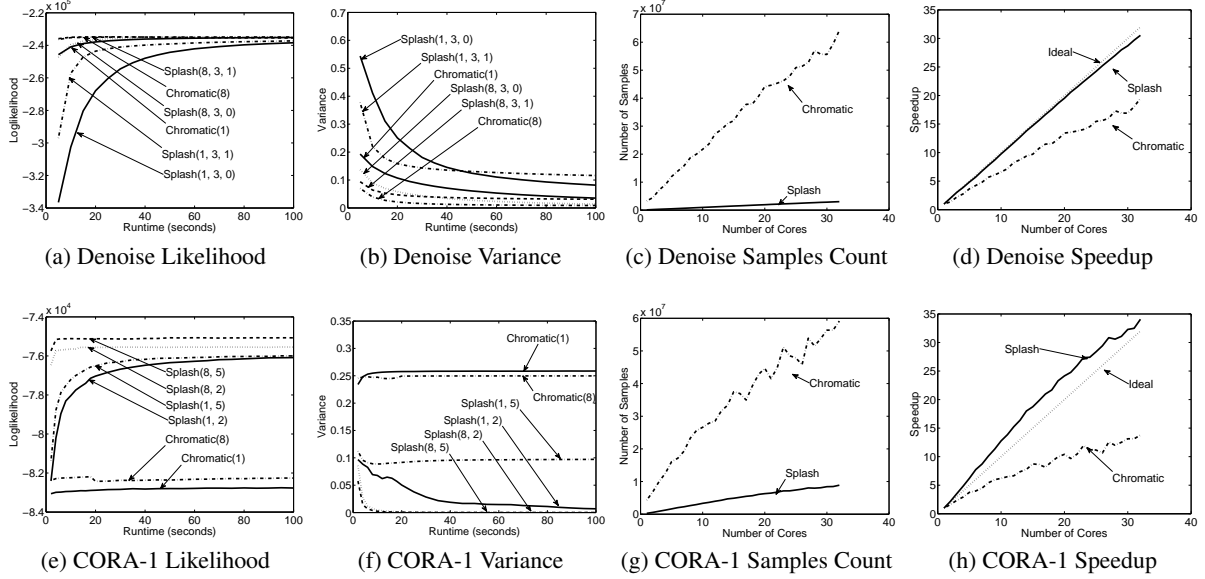 x 10^5
-2.2
-2.4
-2.6
-2.8
-3
-3.2
-3.4
0 20 40 60 80 100
Loglikelihood
Runtime (seconds)
Splash(8, 3, 1)
Chromatic(8)
Splash(8, 3, 0)
Chromatic(1)
Splash(1, 3, 1)
Splash(1, 3, 0)
(a) Denoise Likelihood
0.7
0.6
0.5
0.4
0.3
0.2
0.1
0
0 20 40 60 80 100
Variance
Runtime (seconds)
Splash(1, 3, 0)
Splash(1, 3, 1)
Chromatic(1)
Splash(8, 3, 0)
Splash(8, 3, 1)
Chromatic(8)
(b) Denoise Variance
x 10^7
7
6
5
4
3
2
1
0
0 10 20 30 40
Number of Samples
Number of Cores
Chromatic
Splash
(c) Denoise Samples Count
35
30
25
20
15
10
5
0
0 10 20 30 40
Speedup
Number of Cores
Ideal
Splash
Chromatic
(d) Denoise Speedup
x 10^4
-7.4
-7.6
-7.8
-8
-8.2
-8.4
0 20 40 60 80 100
Loglikelihood
Runtime (seconds)
Splash(8, 5)
Splash(8, 2)
Splash(1, 5)
Splash(1, 2)
Chromatic(8)
Chromatic(1)
(e) CORA-1 Likelihood
0.35
0.3
0.25
0.2
0.15
0.1
0.05
0
0 20 40 60 80 100
Variance
Runtime (seconds)
Chromatic(1)
Chromatic(8)
Splash(1, 5)
Splash(1, 2)
Splash(8, 2)
Splash(8, 5)
(f) CORA-1 Variance
x 10^7
6
5
4
3
2
1
0
0 10 20 30 40
Number of Samples
Number of Cores
Chromatic
Splash
(g) CORA-1 Samples Count
35
30
25
20
15
10
5
0
0 10 20 30 40
Speedup
Number of Cores
Splash
Ideal
Chromatic
(h) CORA-1 Speedup